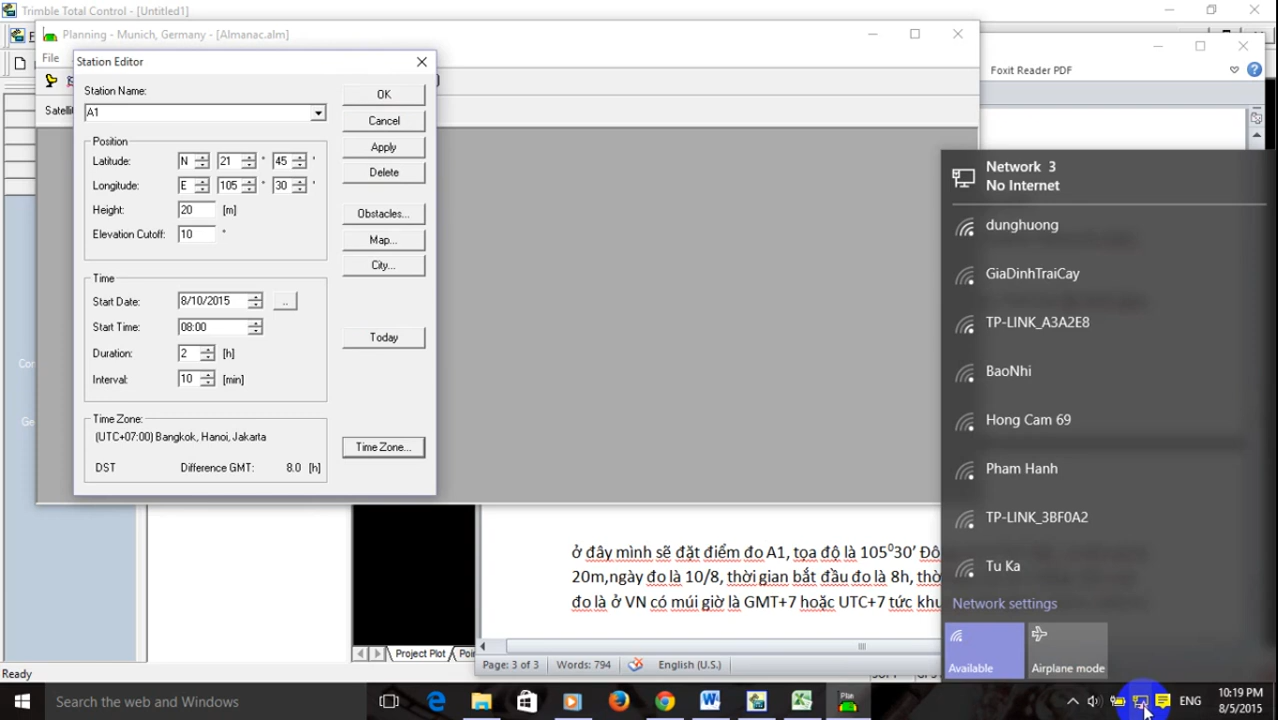 Trimble Total Control - [Untitled1]
Planning - Munich, Germany - [Almanac.alm]
File
Station Editor
Foxit Reader PDF
Station Name:
A1
OK
Cancel
Apply
Delete
Position
Latitude: N 21 ° 45 '
Longitude: E 105 ° 30 '
Height: 20 [m]
Elevation Cutoff: 10 °
Obstacles...
Map...
City...
Time
Start Date: 8/10/2015 ..
Start Time: 08:00
Duration: 2 [h]
Interval: 10 [min]
Today
Time Zone:
(UTC+07:00) Bangkok, Hanoi, Jakarta
DST Difference GMT: 8.0 [h]
Time Zone...
Network 3
No Internet
dunghuong
GiaDinhTraiCay
TP-LINK_A3A2E8
BaoNhi
Hong Cam 69
Pham Hanh
TP-LINK_3BF0A2
Tu Ka
Network settings
Available
Airplane mode
ở đây mình sẽ đặt điểm đo A1, tọa độ là 105⁰30’ Đô
20m,ngày đo là 10/8, thời gian bắt đầu đo là 8h, thờ
đo là ở VN có múi giờ là GMT+7 hoặc UTC+7 tức khu
Project Plot
Page: 3 of 3 Words: 794 English (U.S.)
Ready
Search the web and Windows
Plan
ENG
10:19 PM
8/5/2015